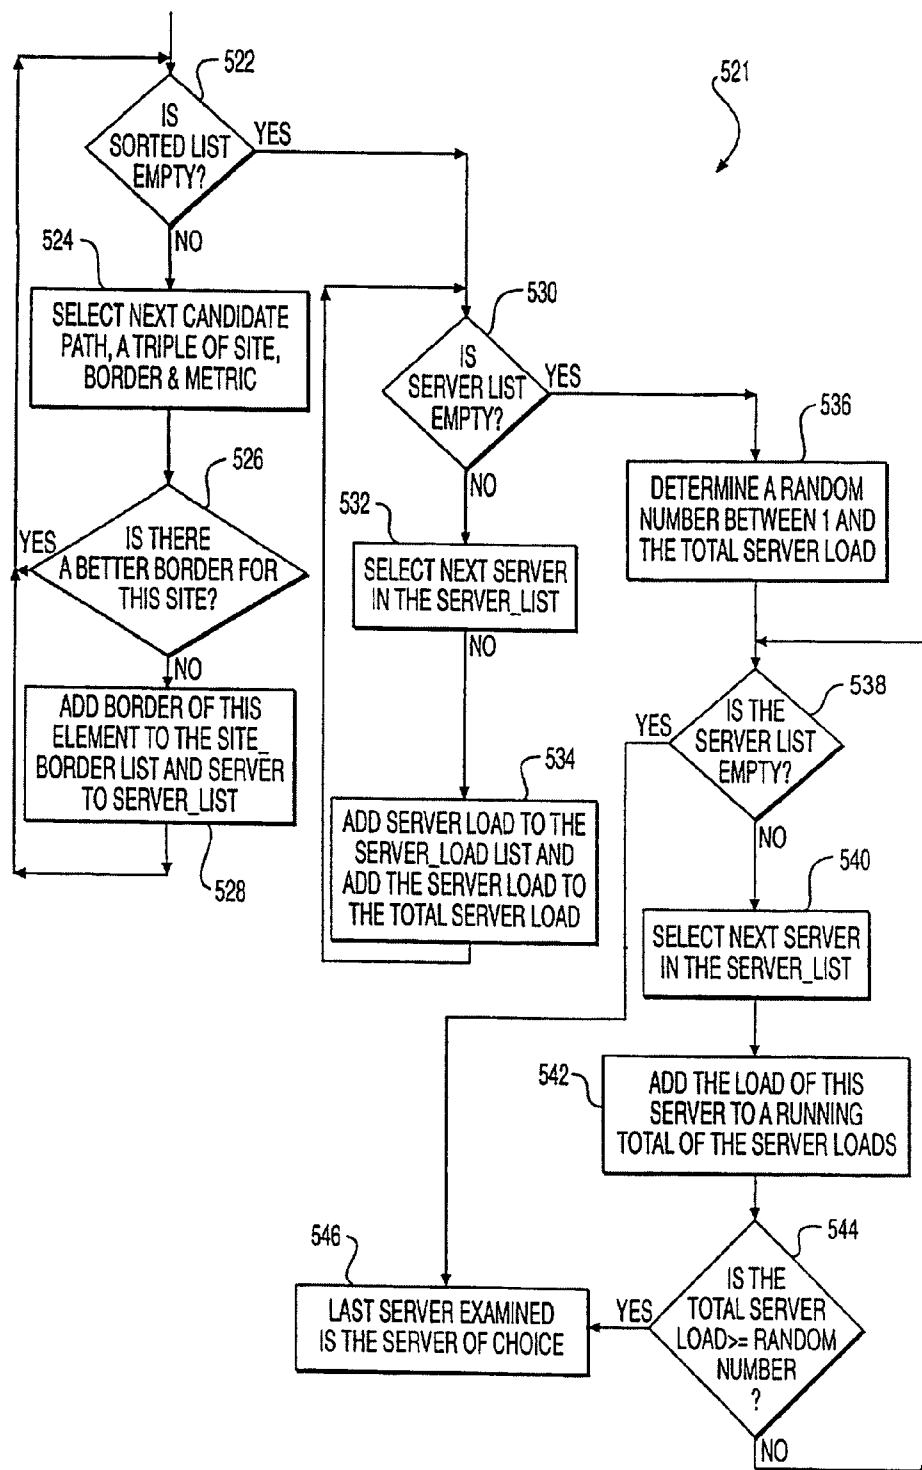 522
521
IS
SORTED LIST
EMPTY?
YES
NO
524
SELECT NEXT CANDIDATE
PATH, A TRIPLE OF SITE,
BORDER & METRIC
526
IS THERE
A BETTER BORDER FOR
THIS SITE?
YES
NO
ADD BORDER OF THIS
ELEMENT TO THE SITE_
BORDER LIST AND SERVER
TO SERVER_LIST
528
530
IS
SERVER LIST
EMPTY?
YES
NO
532
SELECT NEXT SERVER
IN THE SERVER_LIST
NO
534
ADD SERVER LOAD TO THE
SERVER_LOAD LIST AND
ADD THE SERVER LOAD TO
THE TOTAL SERVER LOAD
536
DETERMINE A RANDOM
NUMBER BETWEEN 1 AND
THE TOTAL SERVER LOAD
538
IS THE
SERVER LIST
EMPTY?
YES
NO
540
SELECT NEXT SERVER
IN THE SERVER_LIST
542
ADD THE LOAD OF THIS
SERVER TO A RUNNING
TOTAL OF THE SERVER LOADS
544
IS THE
TOTAL SERVER
LOAD>= RANDOM
NUMBER
?
YES
NO
546
LAST SERVER EXAMINED
IS THE SERVER OF CHOICE